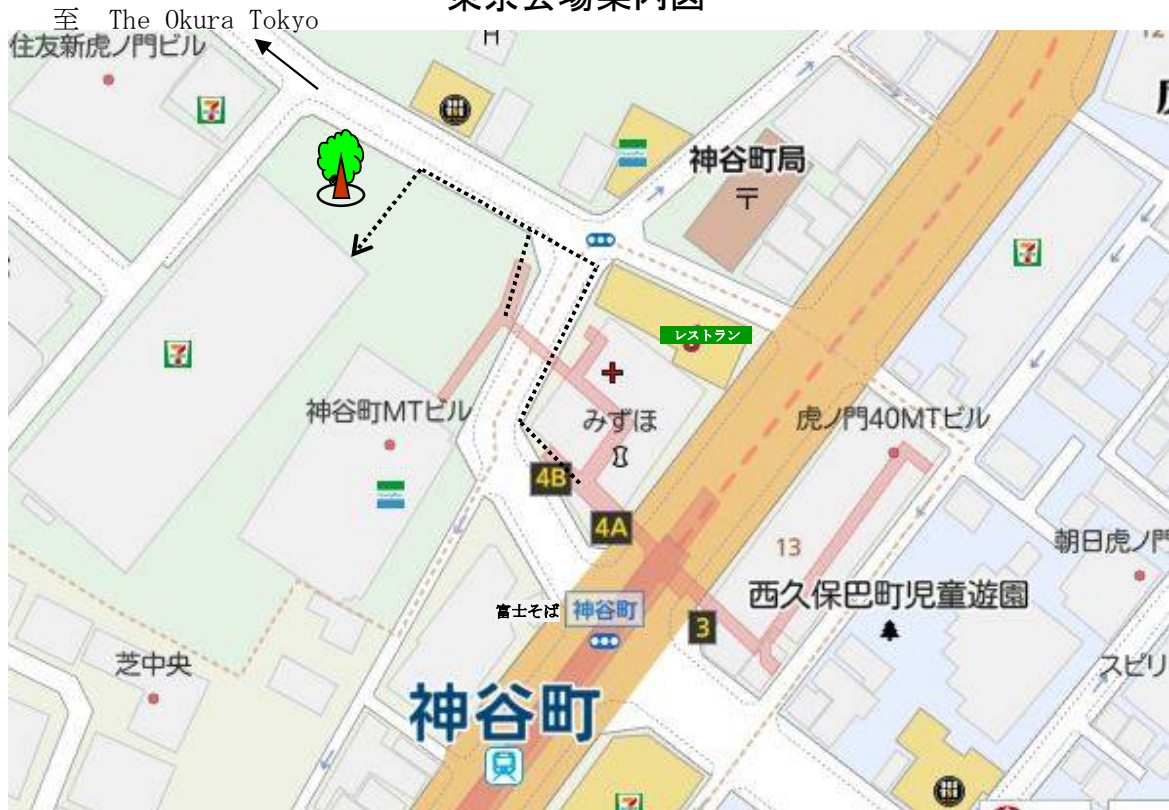 東京会場案内図
至 The Okura Tokyo
住友新虎ノ門ビル
H
12
神谷町局
〒
レストラン
神谷町MTビル
みずほ
虎ノ門40MTビル
4B
4A
13
朝日虎ノ門
西久保巴町児童遊園
富士そば
神谷町
3
芝中央
スピリ
神谷町